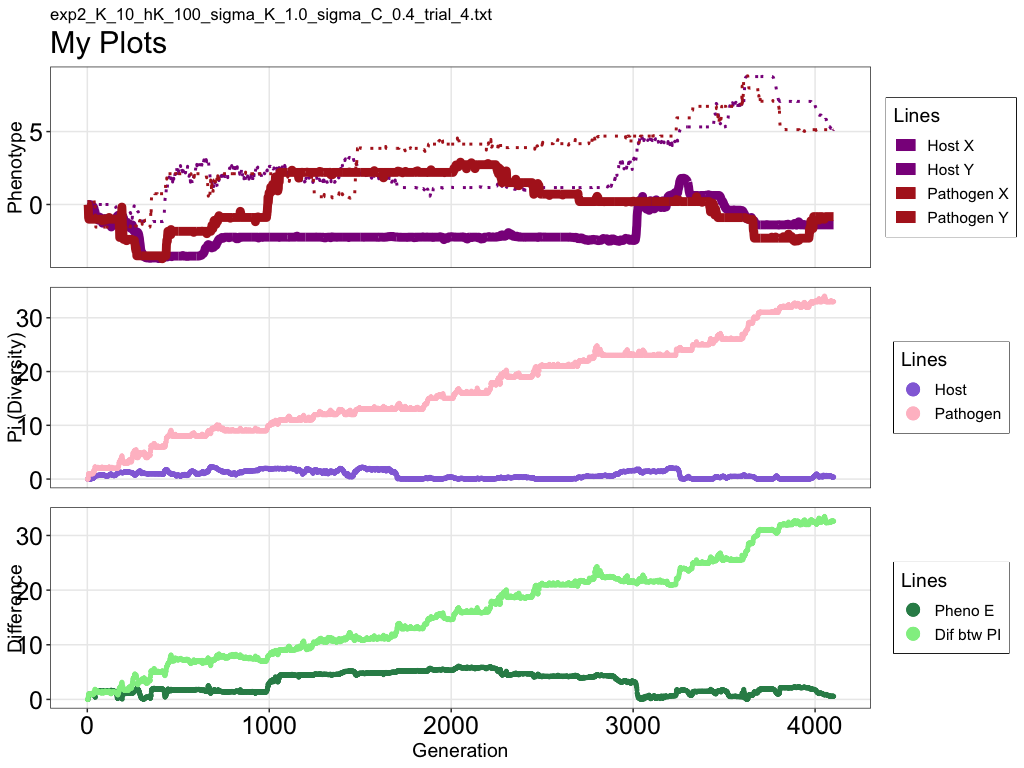 exp2_K_10_hK_100_sigma_K_1.0_sigma_C_0.4_trial_4.txt
My Plots
Phenotype
5
0
Lines
Host X
Host Y
Pathogen X
Pathogen Y
Pi (Diversity)
30
20
10
0
Lines
Host
Pathogen
Difference
30
20
10
0
Lines
Pheno E
Dif btw PI
0 1000 2000 3000 4000
Generation